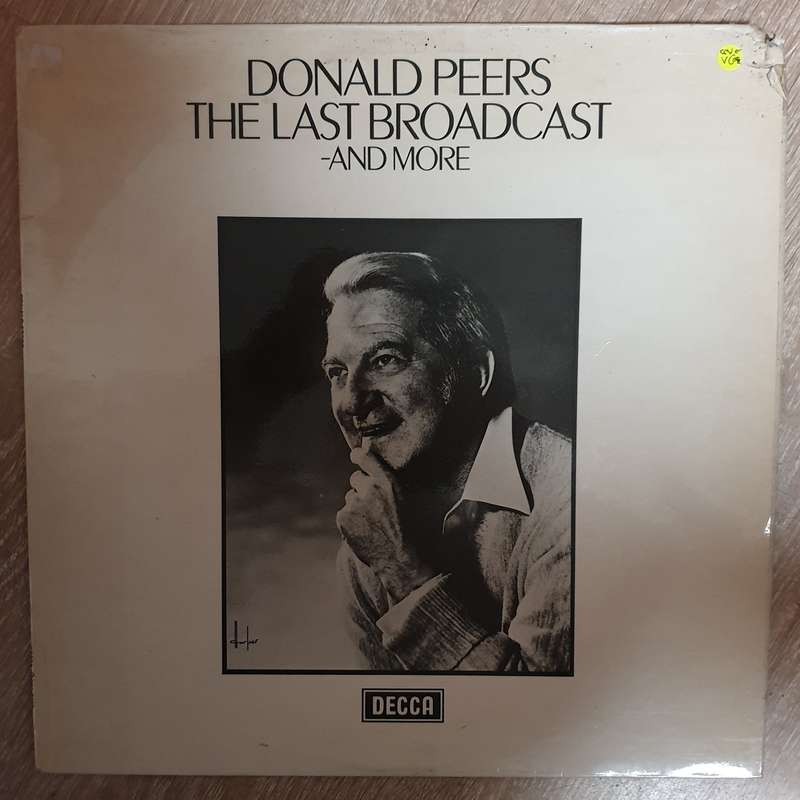 DONALD PEERS
THE LAST BROADCAST
-AND MORE
DECCA